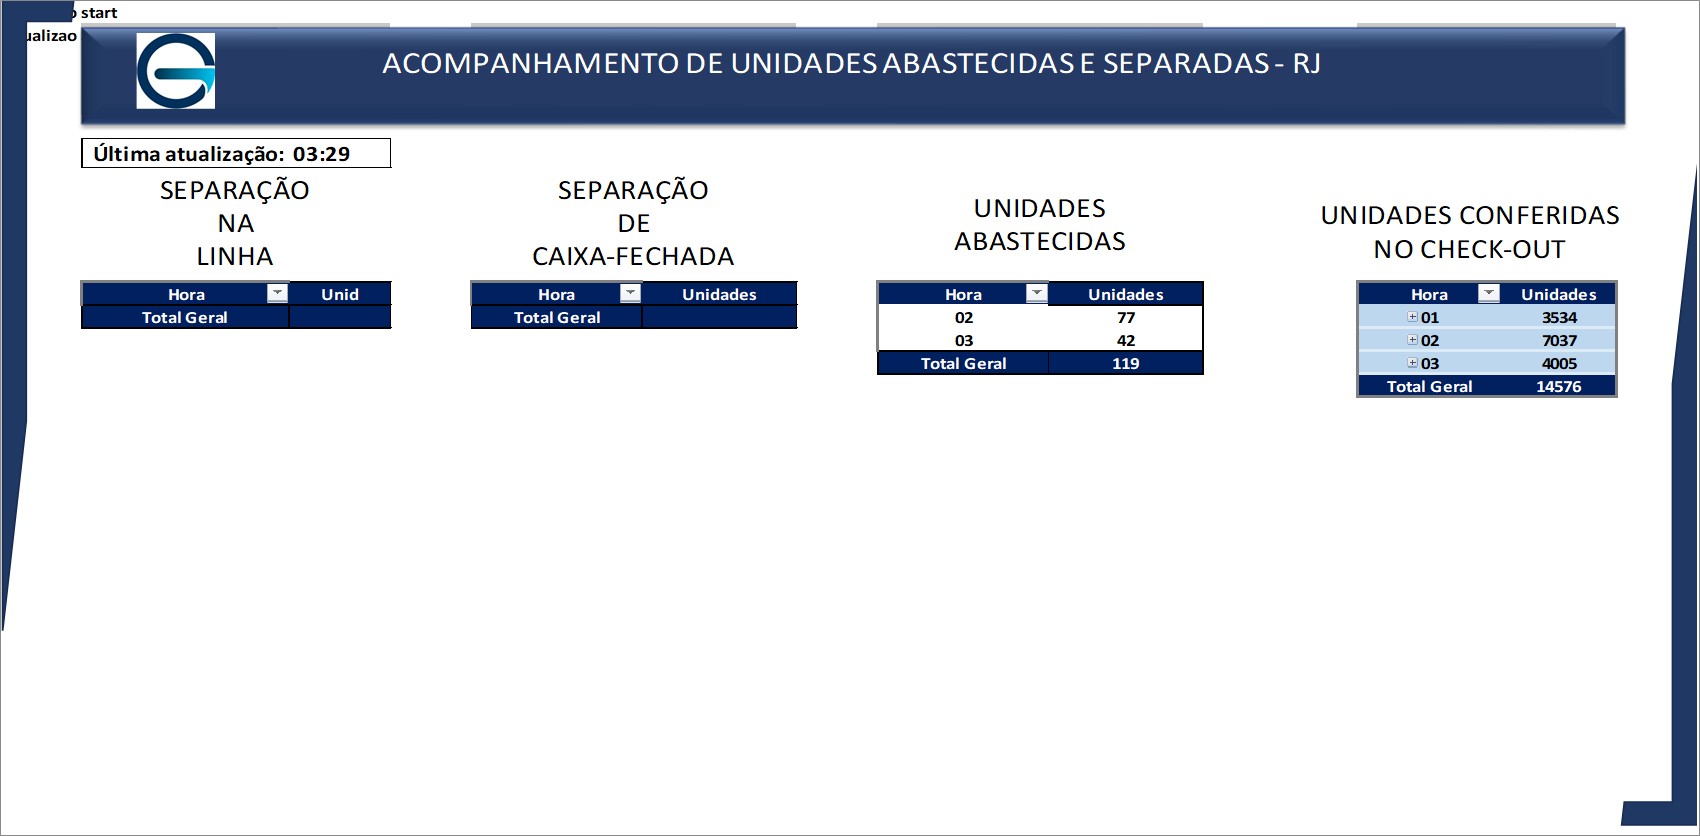 start
ACOMPANHAMENTO DE UNIDADES ABASTECIDAS E SEPARADAS - RJ
Última atualização: 03:29
SEPARAÇÃO
NA
LINHA
Hora Unid
Total Geral
SEPARAÇÃO
DE
CAIXA-FECHADA
Hora Unidades
Total Geral
UNIDADES
ABASTECIDAS
Hora Unidades
02 77
03 42
Total Geral 119
UNIDADES CONFERIDAS
NO CHECK-OUT
Hora Unidades
01 3534
02 7037
03 4005
Total Geral 14576